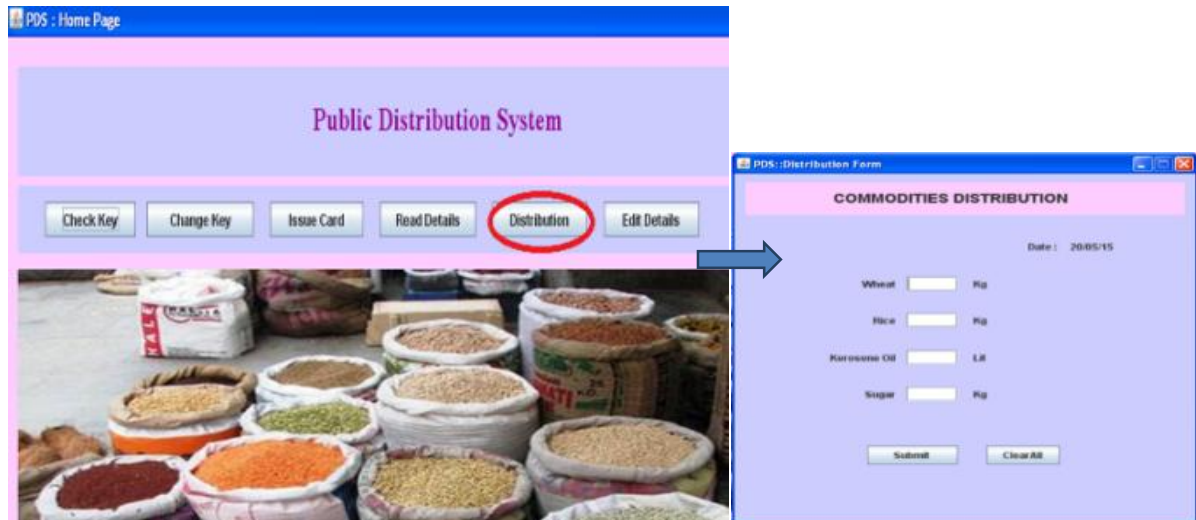 PDS : Home Page
Public Distribution System
Check Key Change Key Issue Card Read Details Distribution Edit Details
PDS::Distribution Form
COMMODITIES DISTRIBUTION
Date : 20/05/15
Wheat Kg
Rice Kg
Kerosene Oil Lit
Sugar Kg
Submit Clear All